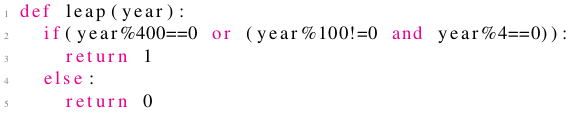 1 def leap(year):
2   if(year%400==0 or (year%100!=0 and year%4==0)):
3     return 1
4   else:
5     return 0